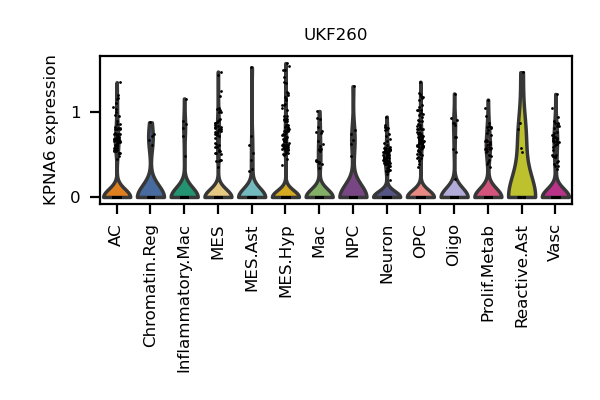 UKF260
KPNA6 expression
1
0
AC
Chromatin.Reg
Inflammatory.Mac
MES
MES.Ast
MES.Hyp
Mac
NPC
Neuron
OPC
Oligo
Prolif.Metab
Reactive.Ast
Vasc